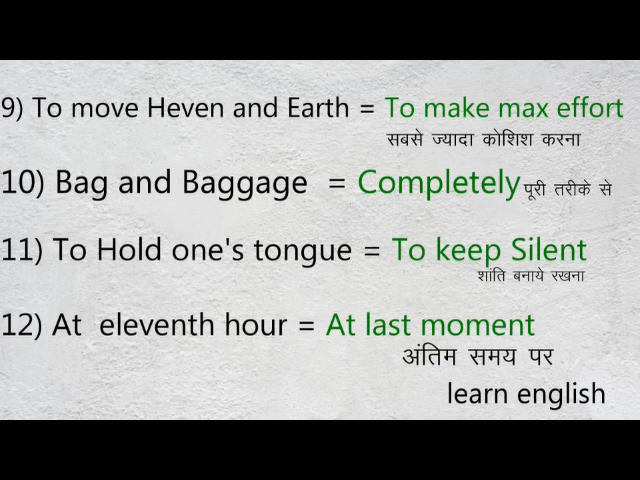 9) To move Heven and Earth = To make max effort
सबसे ज्यादा कोशिश करना
10) Bag and Baggage = Completely पूरी तरीके से
11) To Hold one's tongue = To keep Silent
शांति बनाये रखना
12) At eleventh hour = At last moment
अंतिम समय पर
learn english